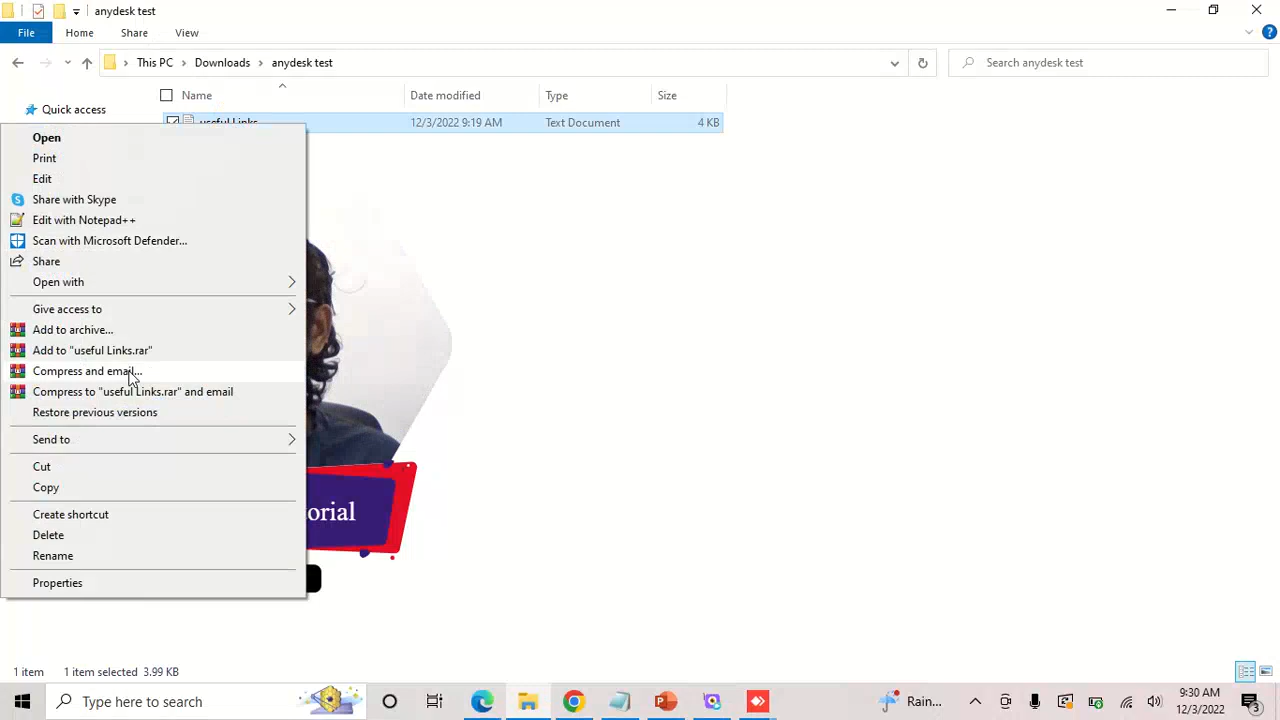 anydesk test
File Home Share View
This PC Downloads anydesk test
Search anydesk test
Name Date modified Type Size
Quick access
useful Links 12/3/2022 9:19 AM Text Document 4 KB
Open
Print
Edit
Share with Skype
Edit with Notepad++
Scan with Microsoft Defender...
Share
Open with
Give access to
Add to archive...
Add to "useful Links.rar"
Compress and email...
Compress to "useful Links.rar" and email
Restore previous versions
Send to
Cut
Copy
Create shortcut
Delete
Rename
Properties
orial
1 item 1 item selected 3.99 KB
Type here to search
Rain...
9:30 AM
12/3/2022
3